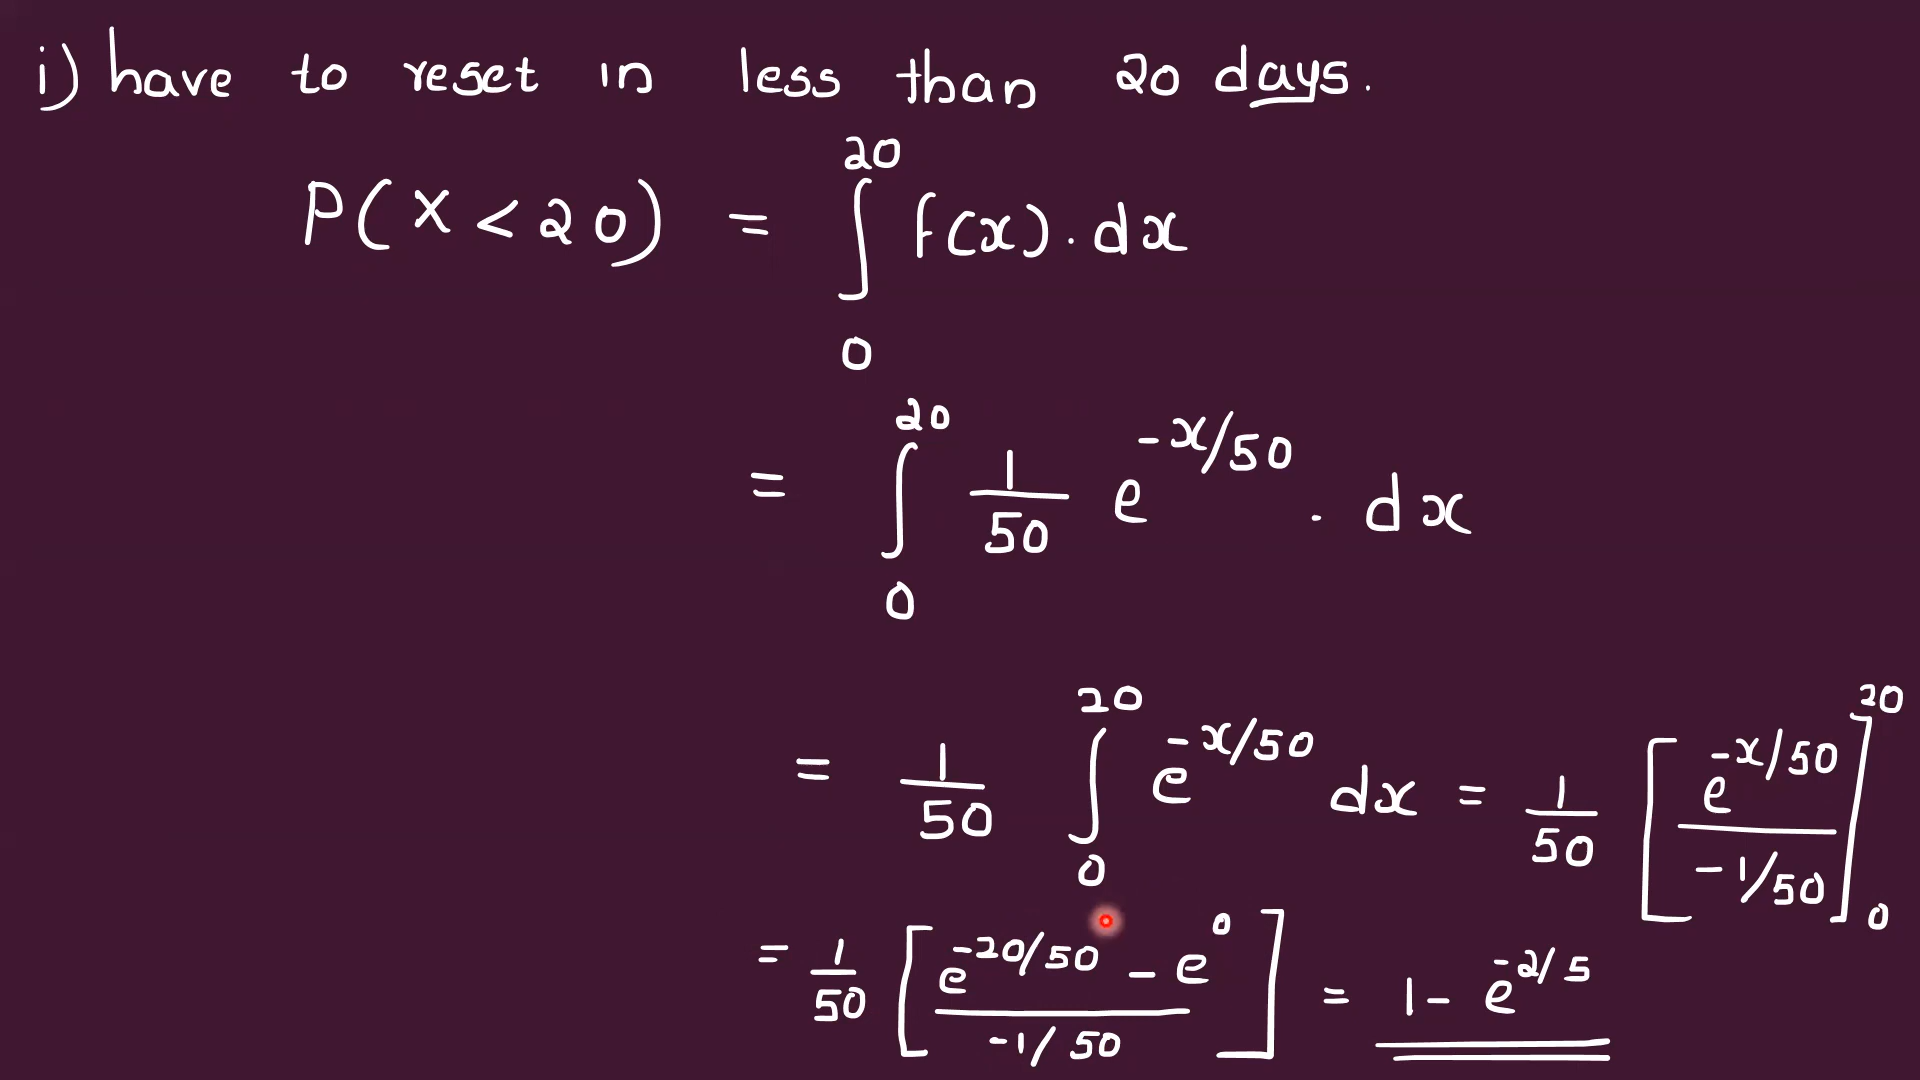 i) have to reset in less than 20 days.
P(X < 20) = ∫₀²⁰ f(x) . dx
= ∫₀²⁰ 1/50 e^(-x/50) . dx
= 1/50 ∫₀²⁰ e^(-x/50) dx = 1/50 [e^(-x/50) / (-1/50)]₀²⁰
= 1/50 [(e^(-20/50) - e^0) / (-1/50)] = 1 - e^(-2/5)